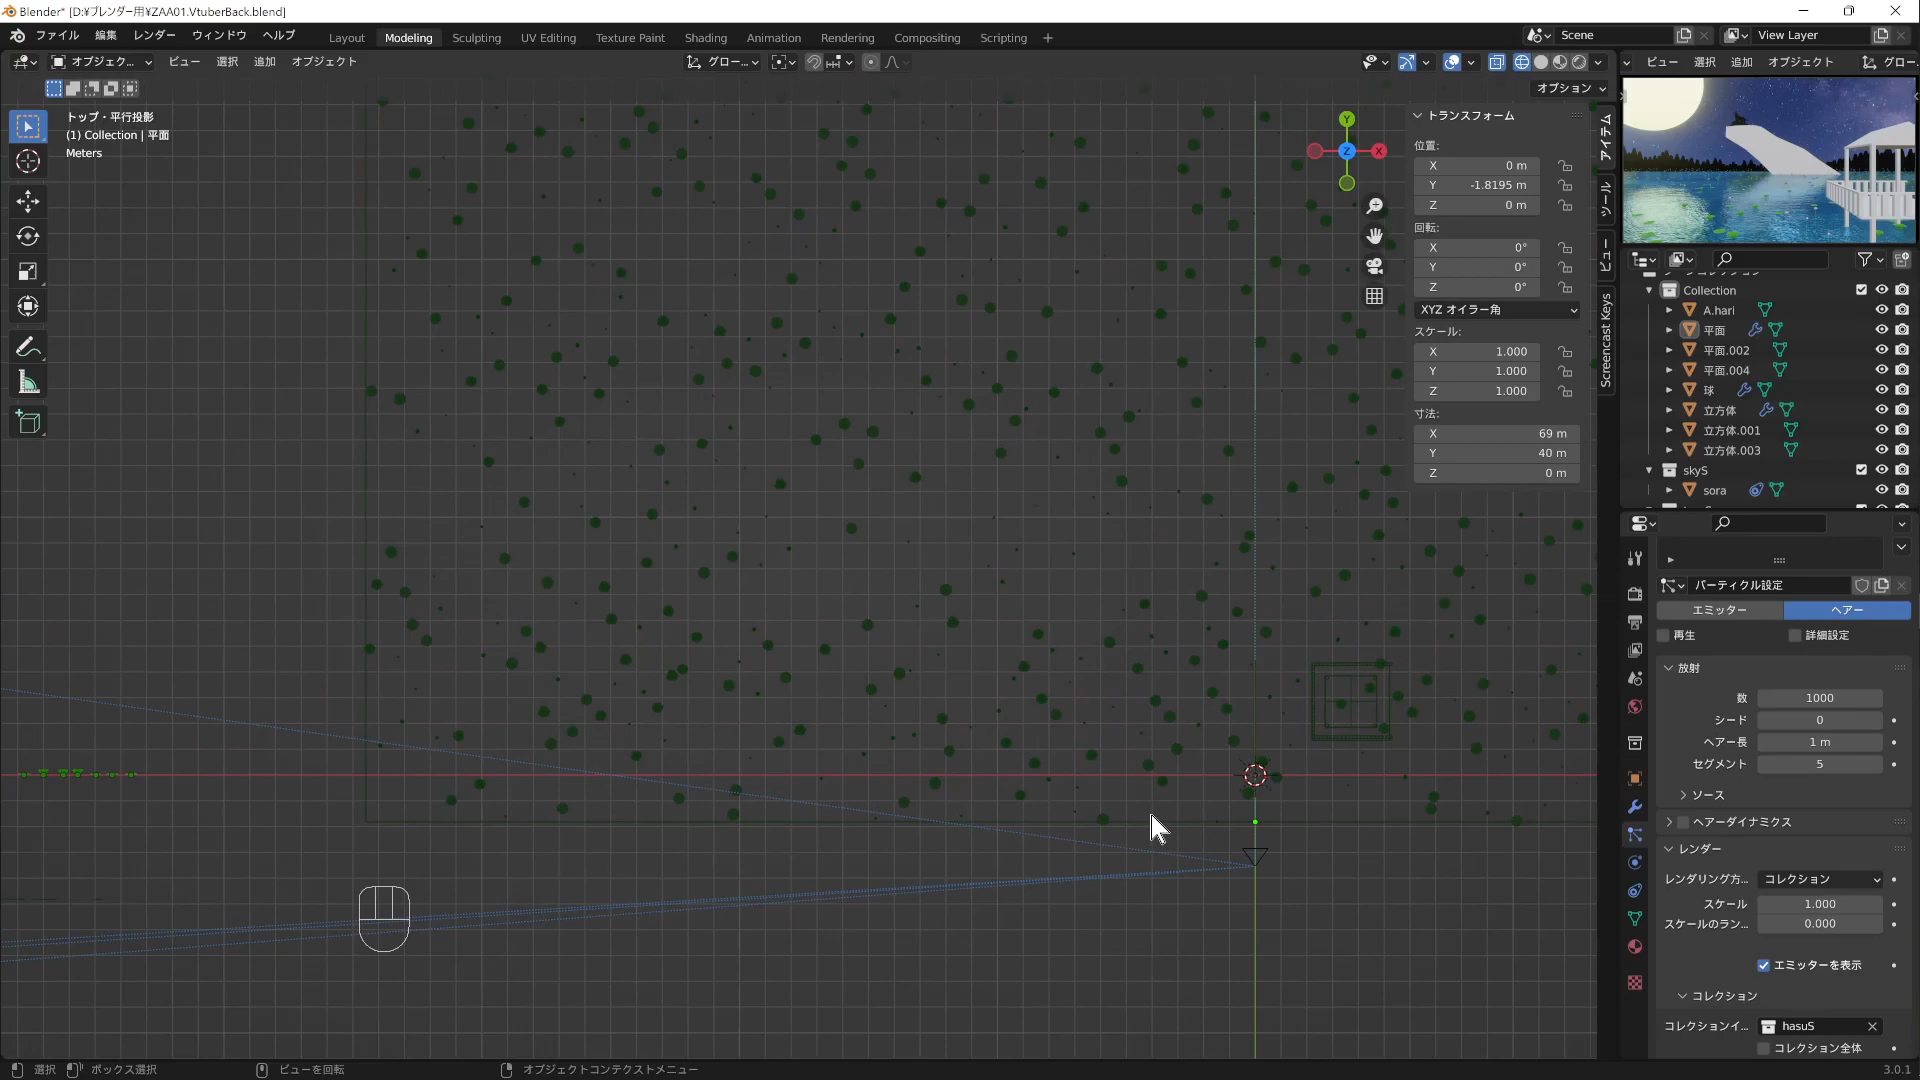 Blender* [D:¥ブレンダー用¥ZAA01.VtuberBack.blend]
ファイル 編集 レンダー ウィンドウ ヘルプ Layout Modeling Sculpting UV Editing Texture Paint Shading Animation Rendering Compositing Scripting + Scene View Layer
オブジェク... ビュー 選択 追加 オブジェクト グロー... ビュー 選択 追加 オブジェクト グロー
オプション
トップ・平行投影
(1) Collection | 平面
Meters
Y
Z
X
トランスフォーム
位置:
X 0 m
Y -1.8195 m
Z 0 m
回転:
X 0°
Y 0°
Z 0°
XYZ オイラー角
スケール:
X 1.000
Y 1.000
Z 1.000
寸法:
X 69 m
Y 40 m
Z 0 m
アイテム
ツール
ビュー
Screencast Keys
Collection
A.hari
平面
平面.002
平面.004
球
立方体
立方体.001
立方体.003
skyS
sora
パーティクル設定
エミッター ヘアー
再生 詳細設定
放射
数 1000
シード 0
ヘアー長 1 m
セグメント 5
ソース
ヘアーダイナミクス
レンダー
レンダリング方... コレクション
スケール 1.000
スケールのラン... 0.000
エミッターを表示
コレクション
コレクションイ... hasuS
コレクション全体
選択 ボックス選択 ビューを回転 オブジェクトコンテクストメニュー 3.0.1